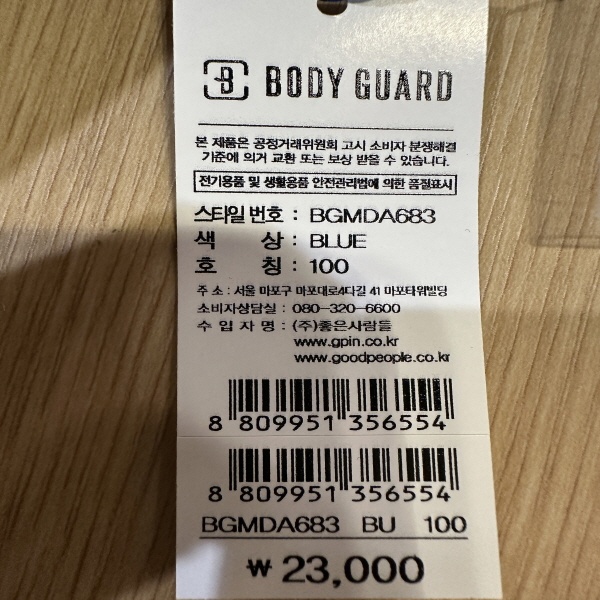 B BODY GUARD
본 제품은 공정거래위원회 고시 소비자 분쟁해결
기준에 의거 교환 또는 보상 받을 수 있습니다.
전기용품 및 생활용품 안전관리법에 의한 품질표시
스타일 번호 : BGMDA683
색 상 : BLUE
호 칭 : 100
주 소 : 서울 마포구 마포대로4다길 41 마포타워빌딩
소비자상담실 : 080-320-6600
수 입 자 명 : (주)좋은사람들
www.gpin.co.kr
www.goodpeople.co.kr
8 809951 356554
8 809951 356554
BGMDA683 BU 100
₩ 23,000